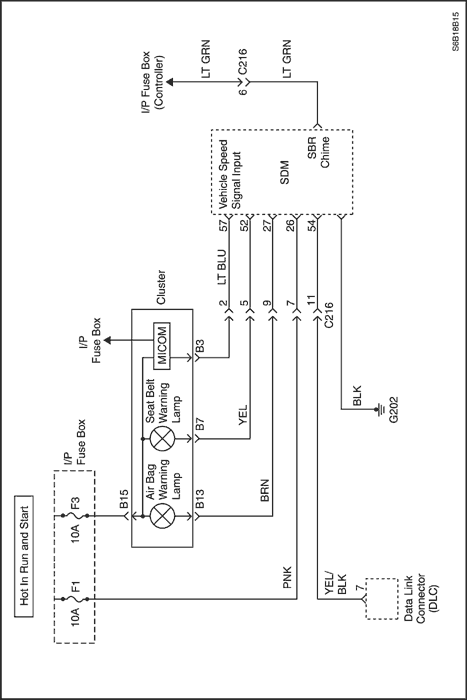 S6B18B15
Hot In Run and Start
I/P
Fuse Box
F1
10A
F3
10A
B15
Cluster
Air Bag
Warning
Lamp
Seat Belt
Warning
Lamp
MICOM
I/P
Fuse Box
B13
B7
B3
BRN
YEL
LT BLU
PNK
YEL/
BLK
7
Data Link
Connector
(DLC)
2
5
9
7
11
C216
57
52
27
26
54
Vehicle Speed
Signal Input
SDM
SBR
Chime
BLK
G202
I/P Fuse Box
(Controller)
LT GRN
6
C216
LT GRN